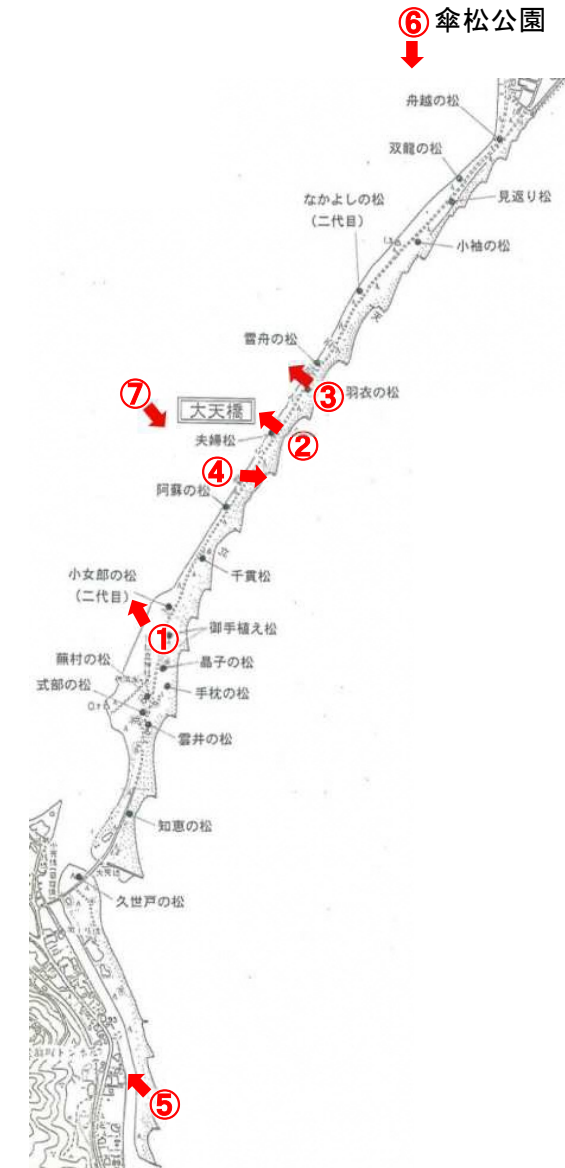 ⑥ 傘松公園
舟越の松
双龍の松
見返り松
なかよしの松
（二代目）
小袖の松
天
雪舟の松
⑦
③
羽衣の松
大天橋
②
夫婦松
④
阿蘇の松
千貫松
小女郎の松
（二代目）
①
御手植え松
蕪村の松
晶子の松
式部の松
手枕の松
雲井の松
知恵の松
久世戸の松
⑤